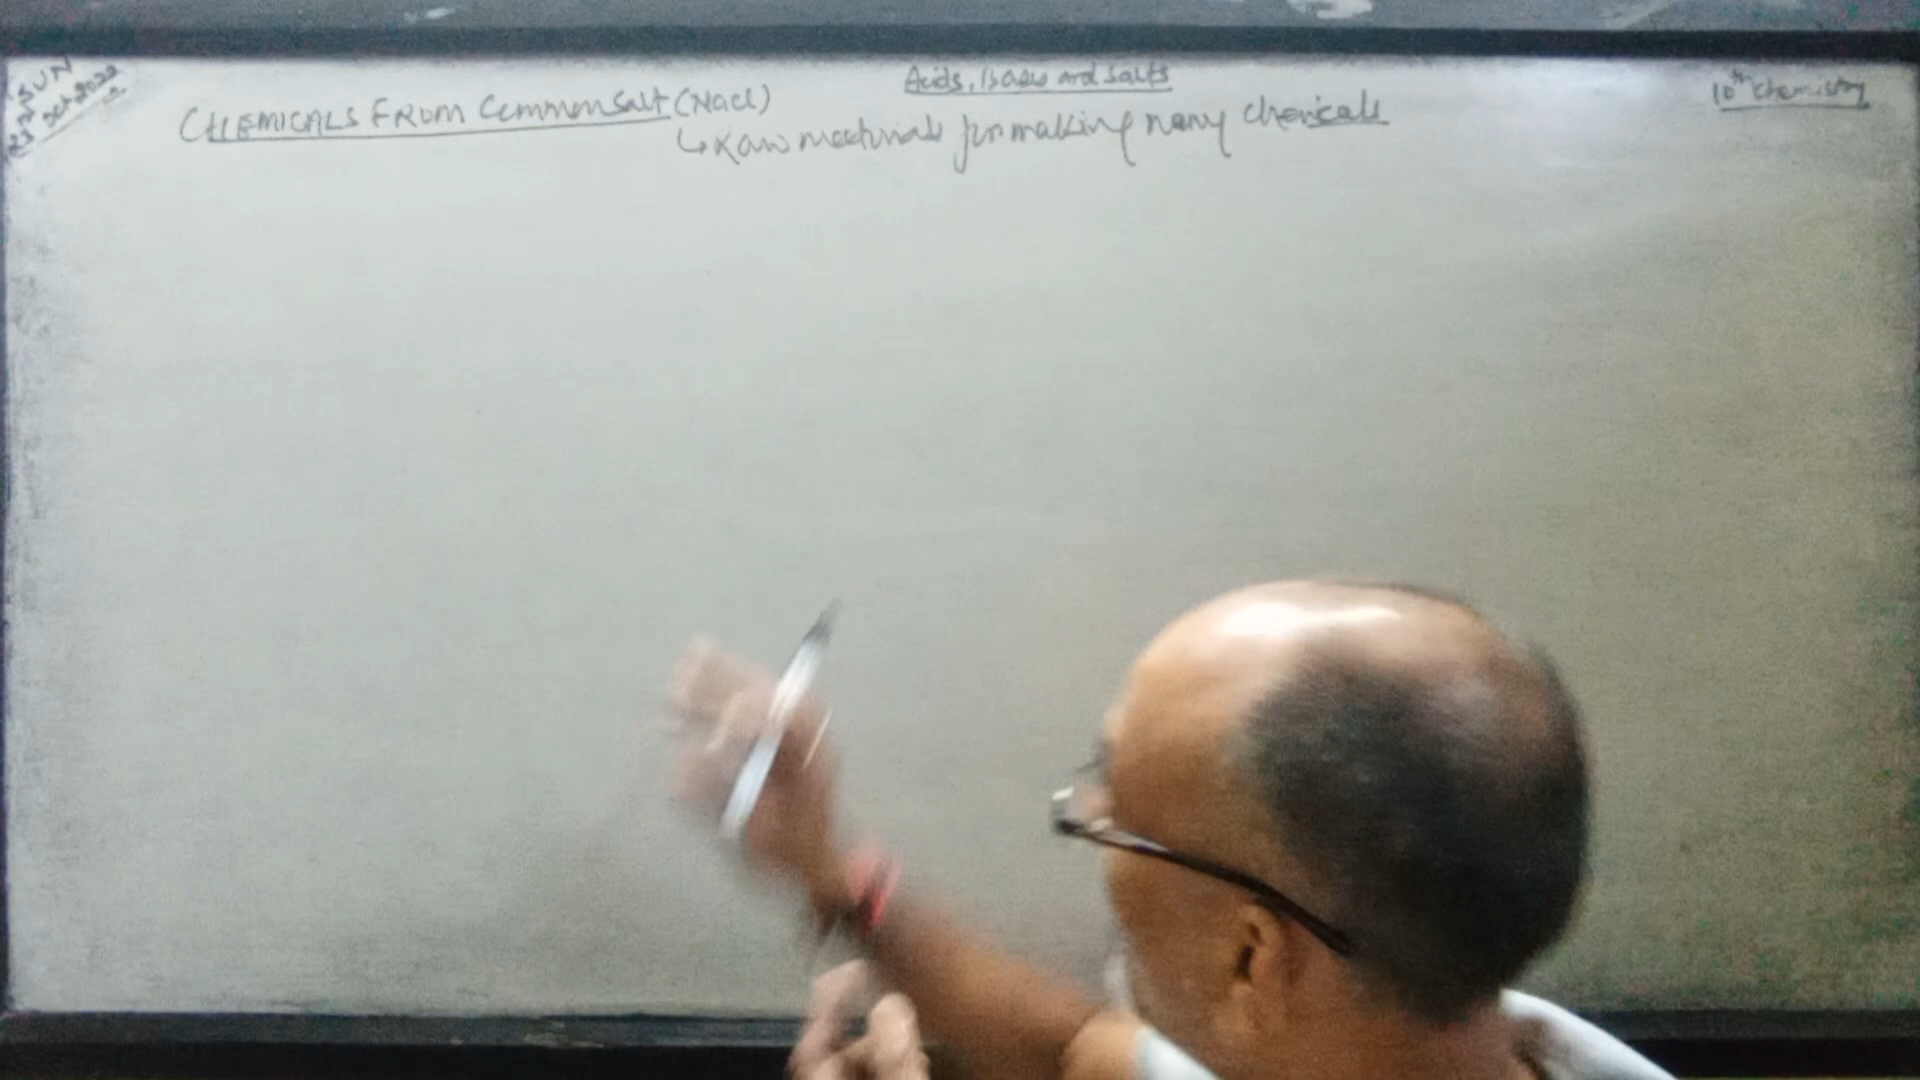 SUN
23rd Oct 2022
Acids, Bases and Salts
10th Chemistry
CHEMICALS FROM Common Salt (NaCl)
↳ Raw materials for making many chemicals